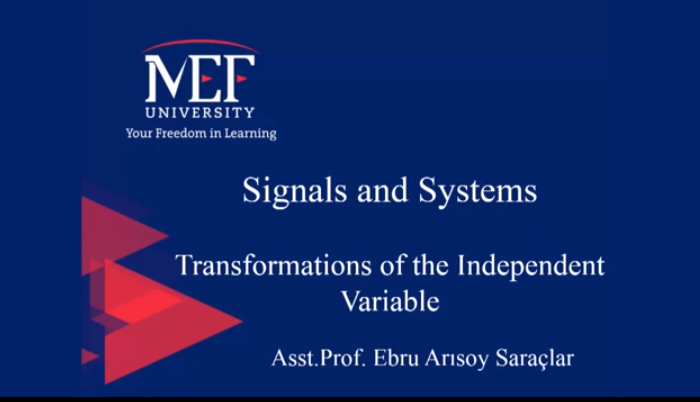 MEF
UNIVERSITY
Your Freedom in Learning
Signals and Systems
Transformations of the Independent
Variable
Asst.Prof. Ebru Arısoy Saraçlar